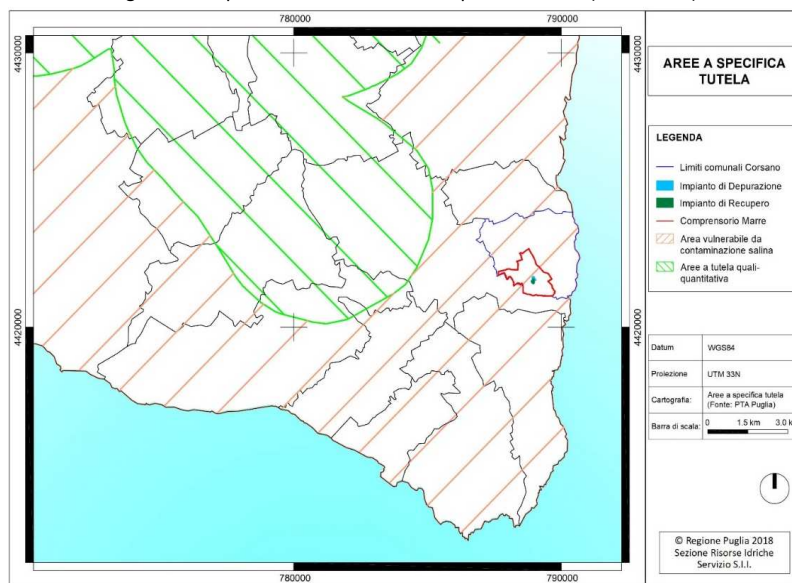 780000
790000
4430000
4430000
4420000
4420000
780000
790000
AREE A SPECIFICA
TUTELA
LEGENDA
Limiti comunali Corsano
Impianto di Depurazione
Impianto di Recupero
Comprensorio Marre
Area vulnerabile da
contaminazione salina
Aree a tutela quali-
quantitativa
Datum WGS84
Proiezione UTM 33N
Cartografia: Aree a specifica tutela
(Fonte: PTA Puglia)
Barra di scala: 0 1.5 km 3.0 k
© Regione Puglia 2018
Sezione Risorse Idriche
Servizio S.I.I.